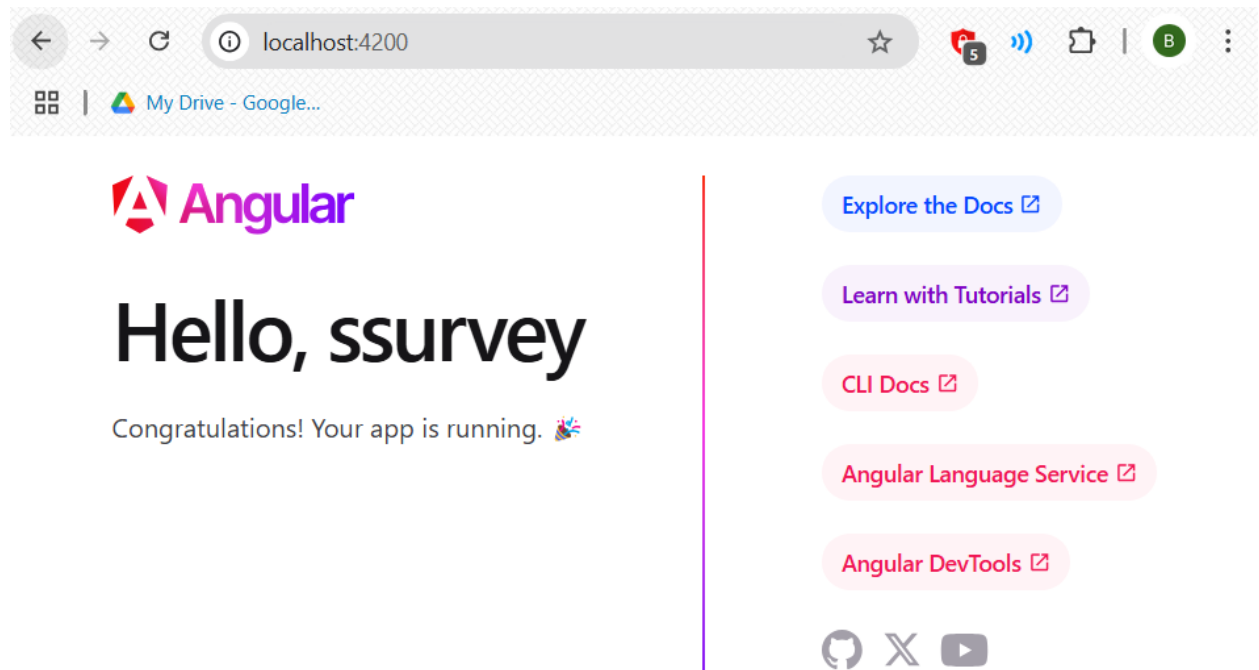 localhost:4200
5
B
My Drive - Google...
Angular
Hello, ssurvey
Congratulations! Your app is running. 🎉
Explore the Docs
Learn with Tutorials
CLI Docs
Angular Language Service
Angular DevTools